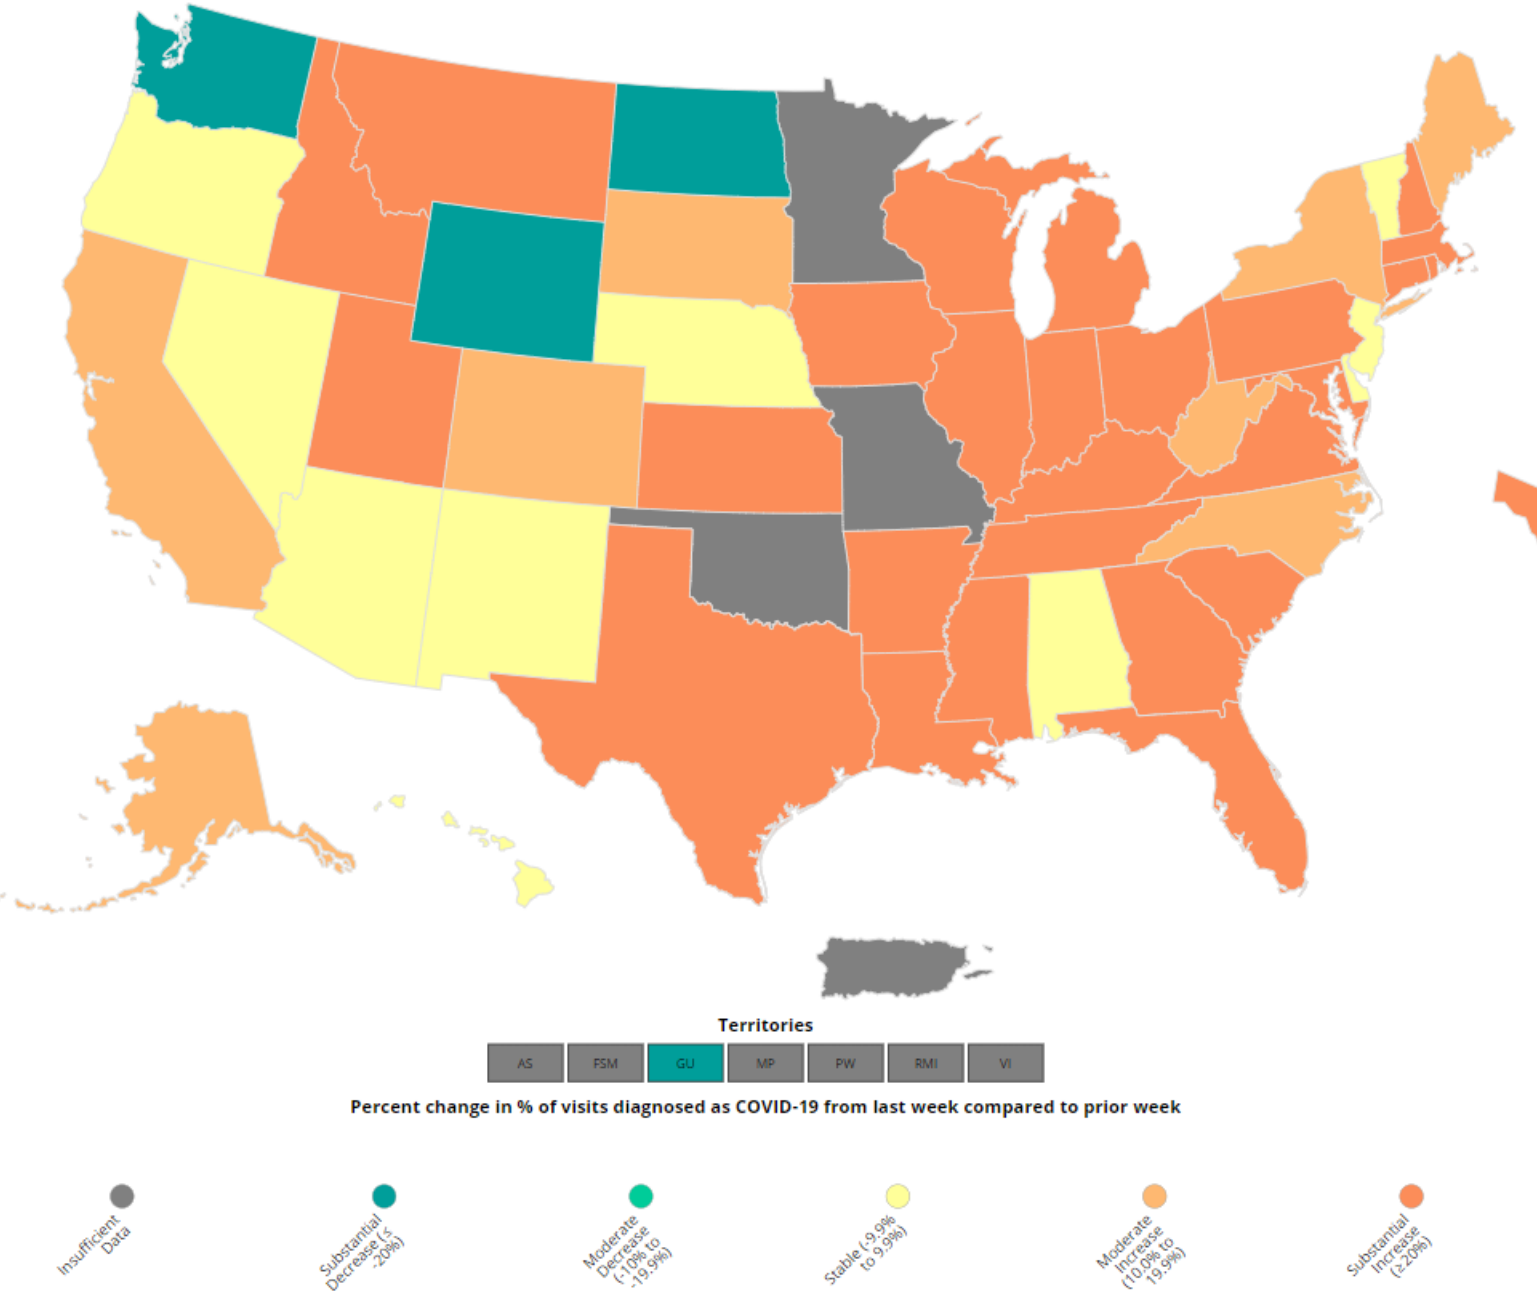 Territories
AS FSM GU MP PW RMI VI
Percent change in % of visits diagnosed as COVID-19 from last week compared to prior week
Insufficient
Data
Substantial
Decrease (≤
-20%)
Moderate
Decrease
(-10% to
-19.9%)
Stable (-9.9%
to 9.9%)
Moderate
Increase
(10.0% to
19.9%)
Substantial
Increase
(≥20%)